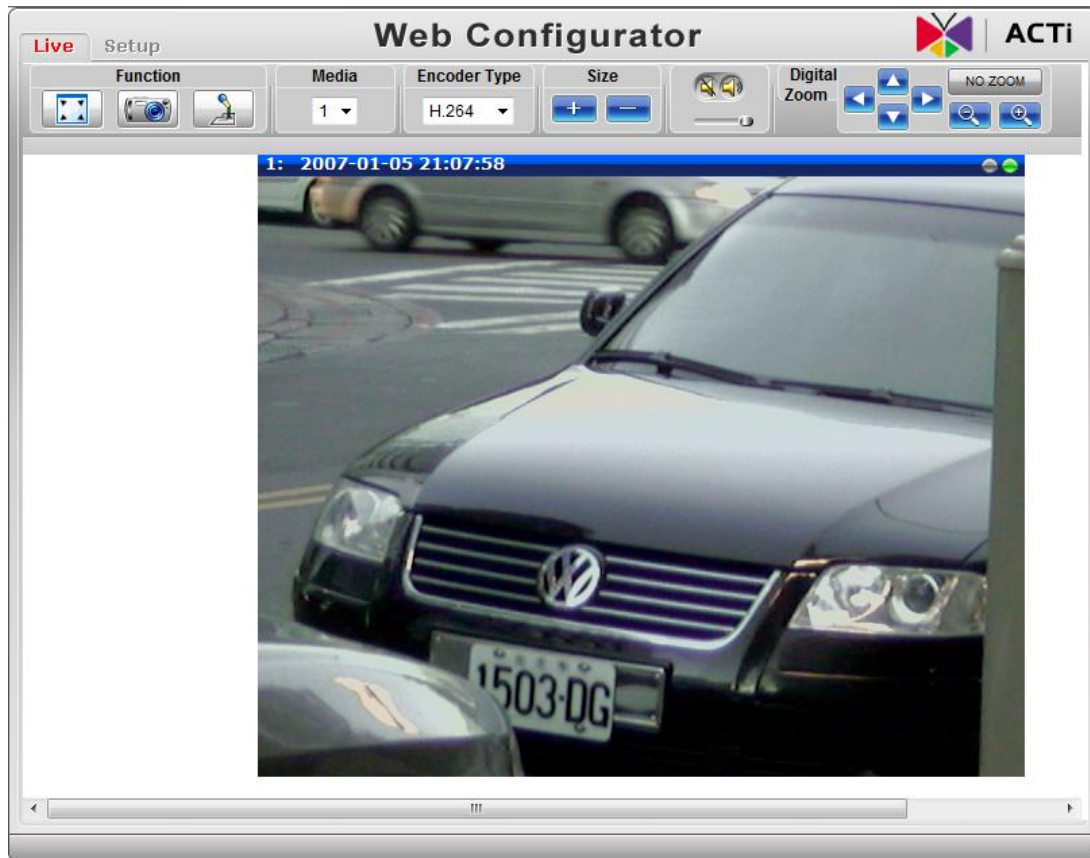 Live Setup Web Configurator ACTi
Function Media Encoder Type Size Digital Zoom NO ZOOM
1 H.264
1: 2007-01-05 21:07:58
1503-DG